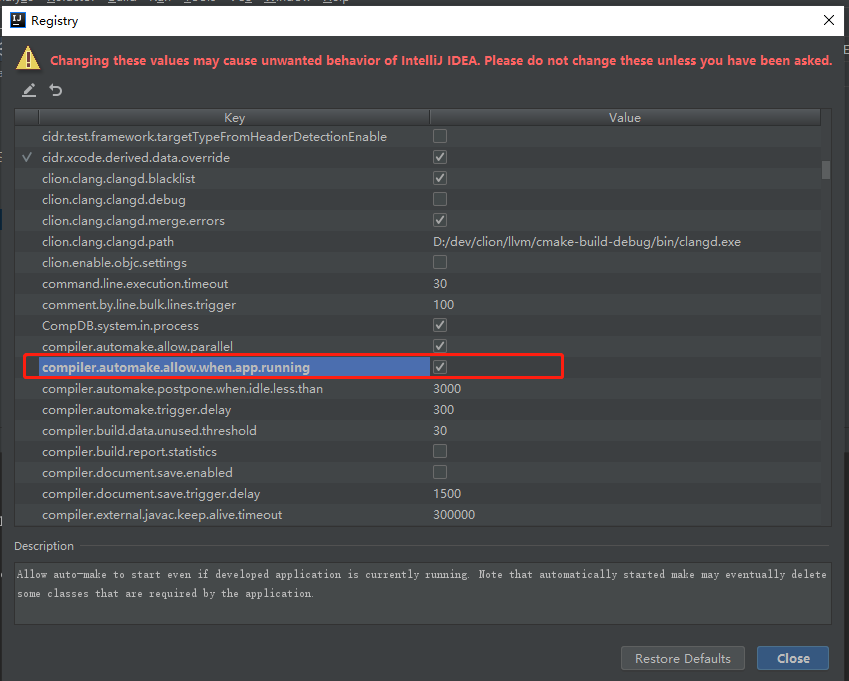 Registry
Changing these values may cause unwanted behavior of IntelliJ IDEA. Please do not change these unless you have been asked.
Key Value
cidr.test.framework.targetTypeFromHeaderDetectionEnable
cidr.xcode.derived.data.override
clion.clang.clangd.blacklist
clion.clang.clangd.debug
clion.clang.clangd.merge.errors
clion.clang.clangd.path D:/dev/clion/llvm/cmake-build-debug/bin/clangd.exe
clion.enable.objc.settings
command.line.execution.timeout 30
comment.by.line.bulk.lines.trigger 100
CompDB.system.in.process
compiler.automake.allow.parallel
compiler.automake.allow.when.app.running
compiler.automake.postpone.when.idle.less.than 3000
compiler.automake.trigger.delay 300
compiler.build.data.unused.threshold 30
compiler.build.report.statistics
compiler.document.save.enabled
compiler.document.save.trigger.delay 1500
compiler.external.javac.keep.alive.timeout 300000
Description
Allow auto-make to start even if developed application is currently running. Note that automatically started make may eventually delete
some classes that are required by the application.
Restore Defaults Close